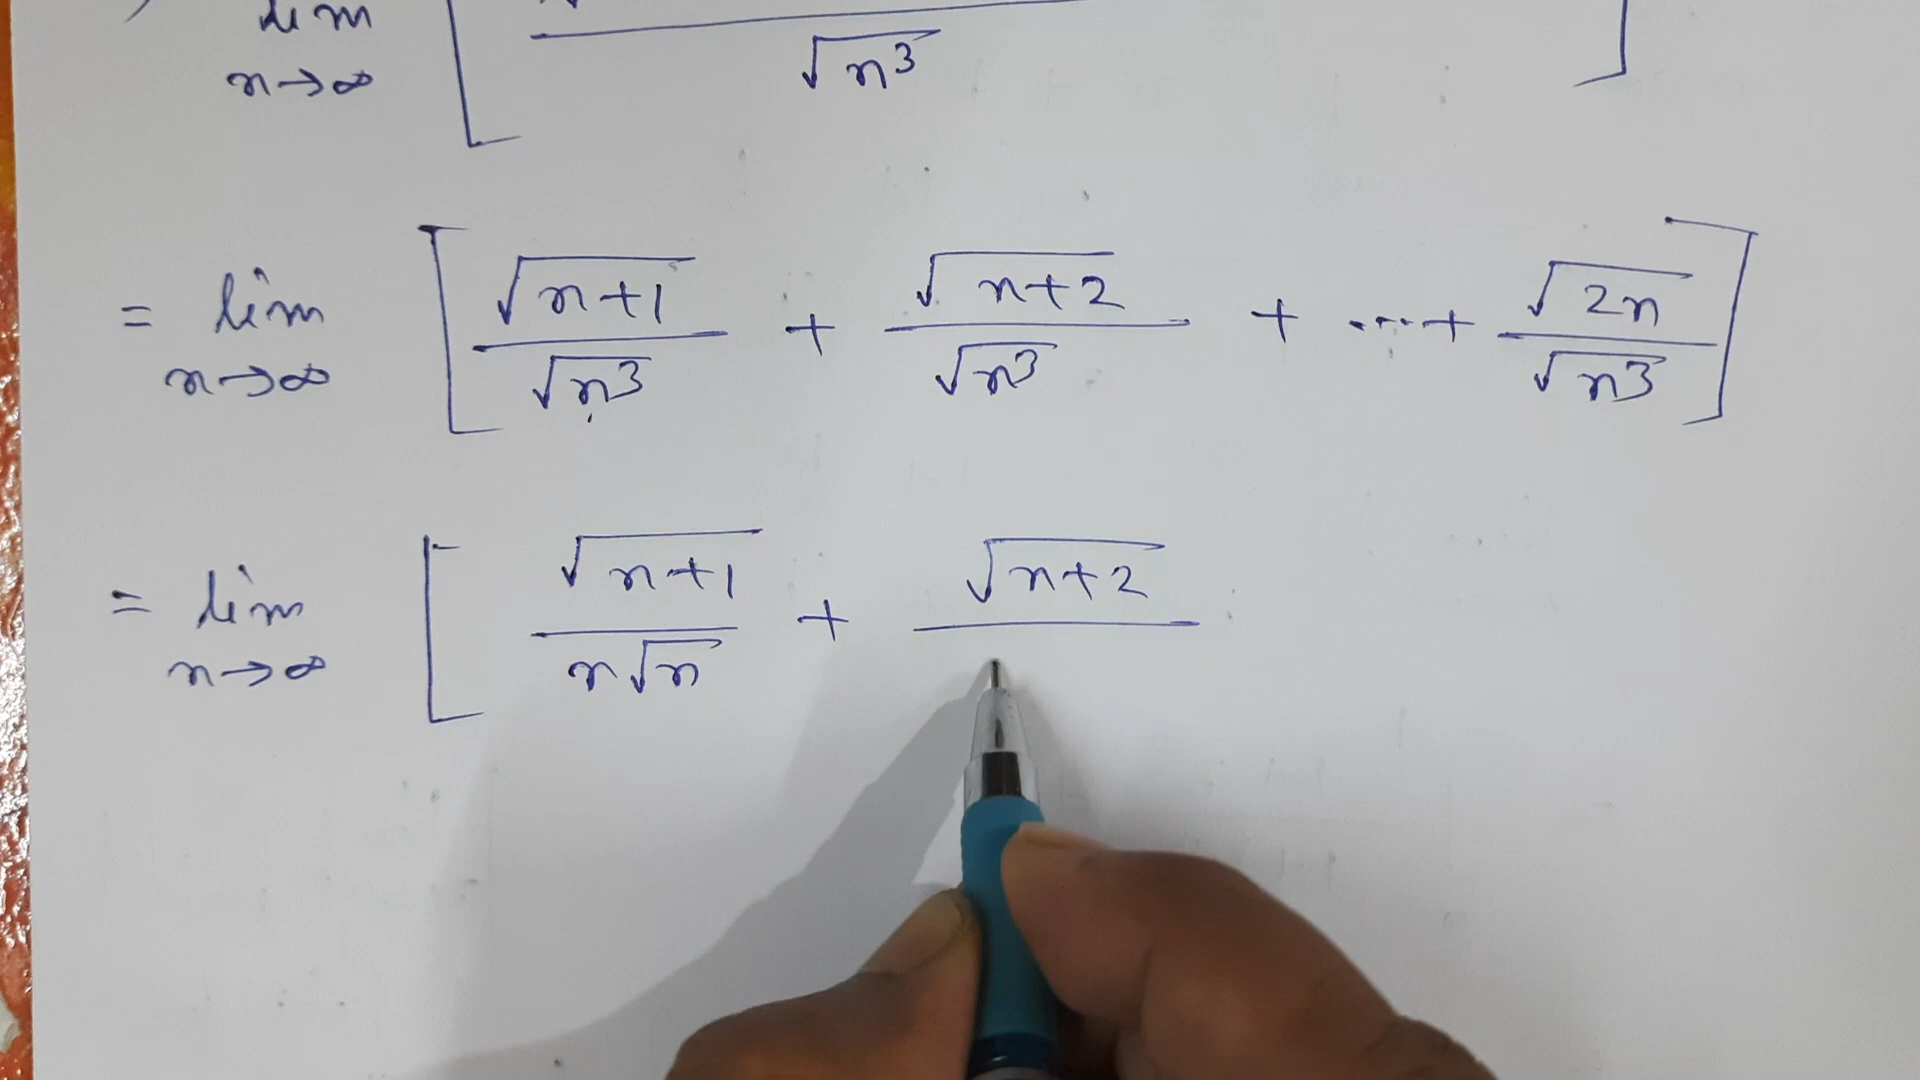 lim [ / √n³ ]
n→∞
= lim [ √n+1 / √n³ + √n+2 / √n³ + ....+ √2n / √n³ ]
n→∞
= lim [ √n+1 / n√n + √n+2 /
n→∞